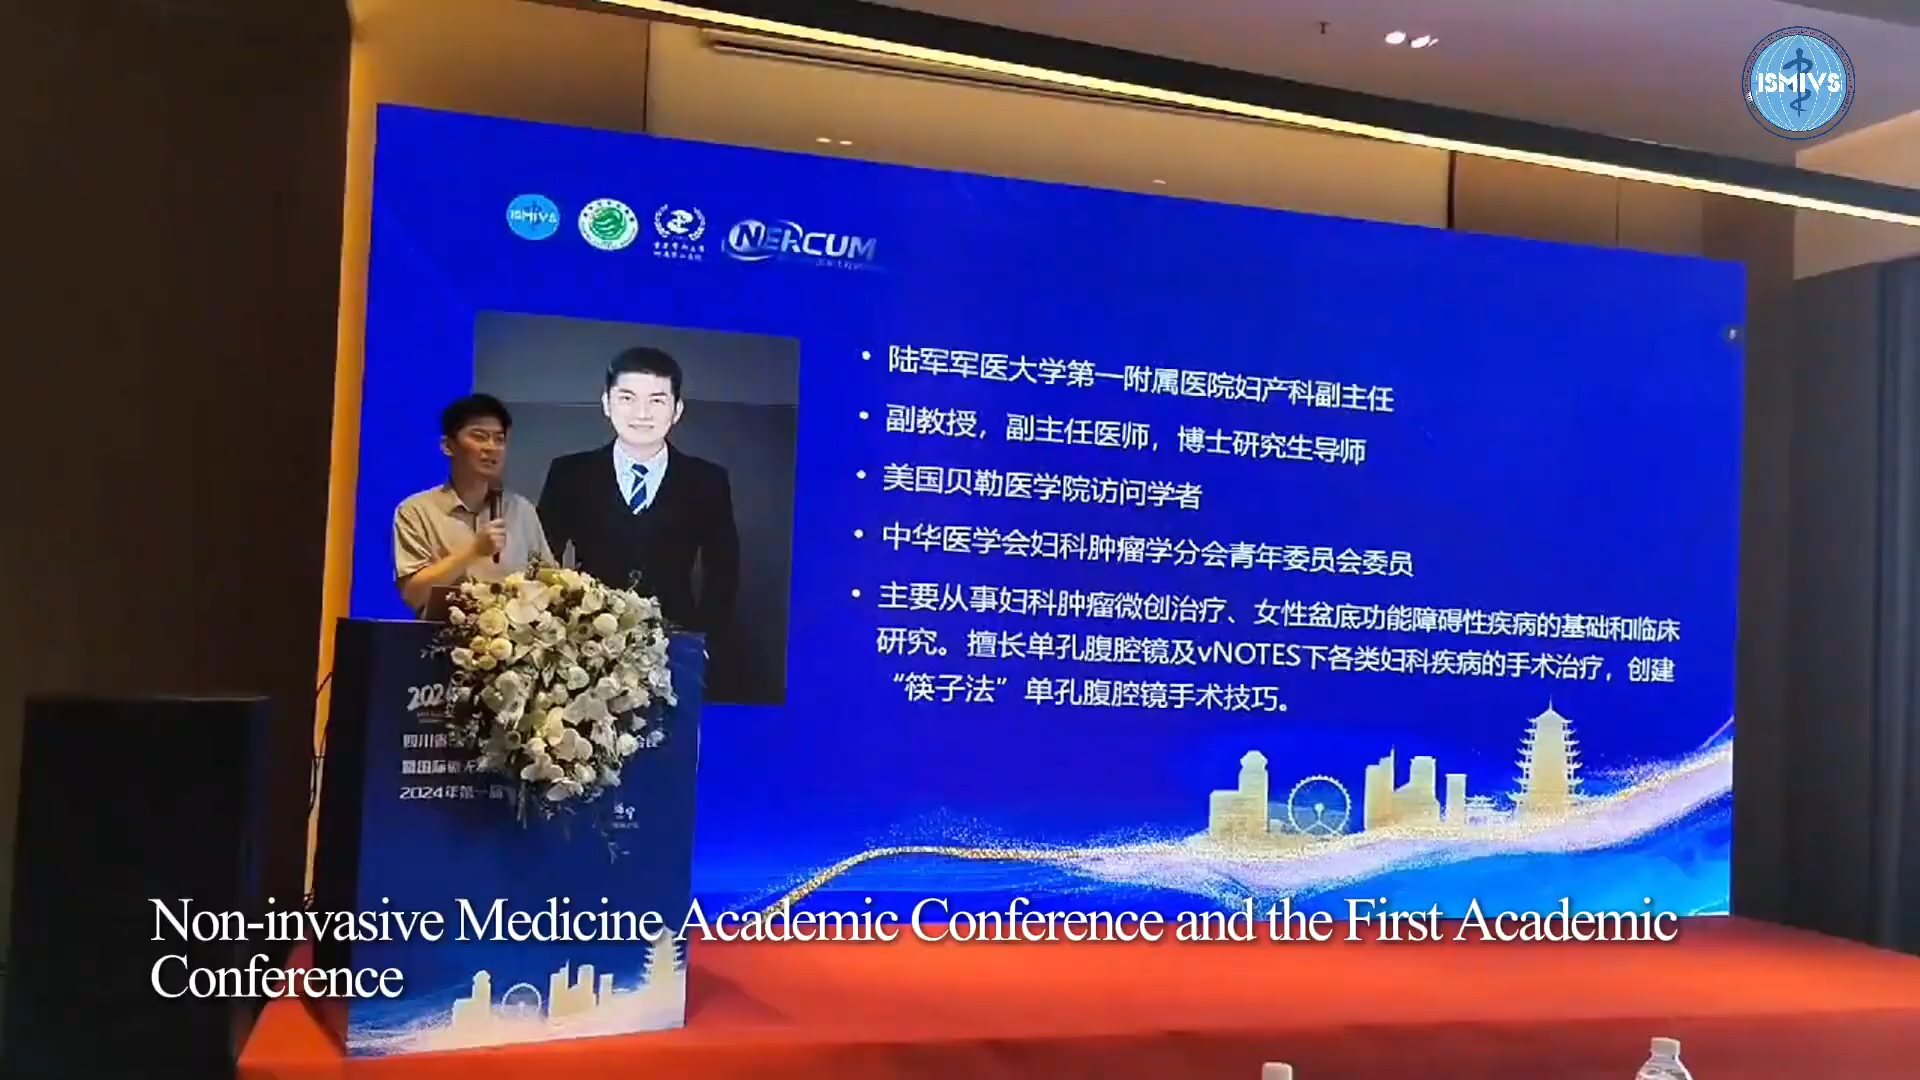 ISMIVS
ISMIVS
NERCUM
陆军军医大学第一附属医院妇产科副主任
副教授，副主任医师，博士研究生导师
美国贝勒医学院访问学者
中华医学会妇科肿瘤学分会青年委员会委员
主要从事妇科肿瘤微创治疗、女性盆底功能障碍性疾病的基础和临床
研究。擅长单孔腹腔镜及vNOTES下各类妇科疾病的手术治疗，创建
“筷子法”单孔腹腔镜手术技巧。
202
四川省
暨国际微无
2024年第一届
Non-invasive Medicine Academic Conference and the First Academic
Conference